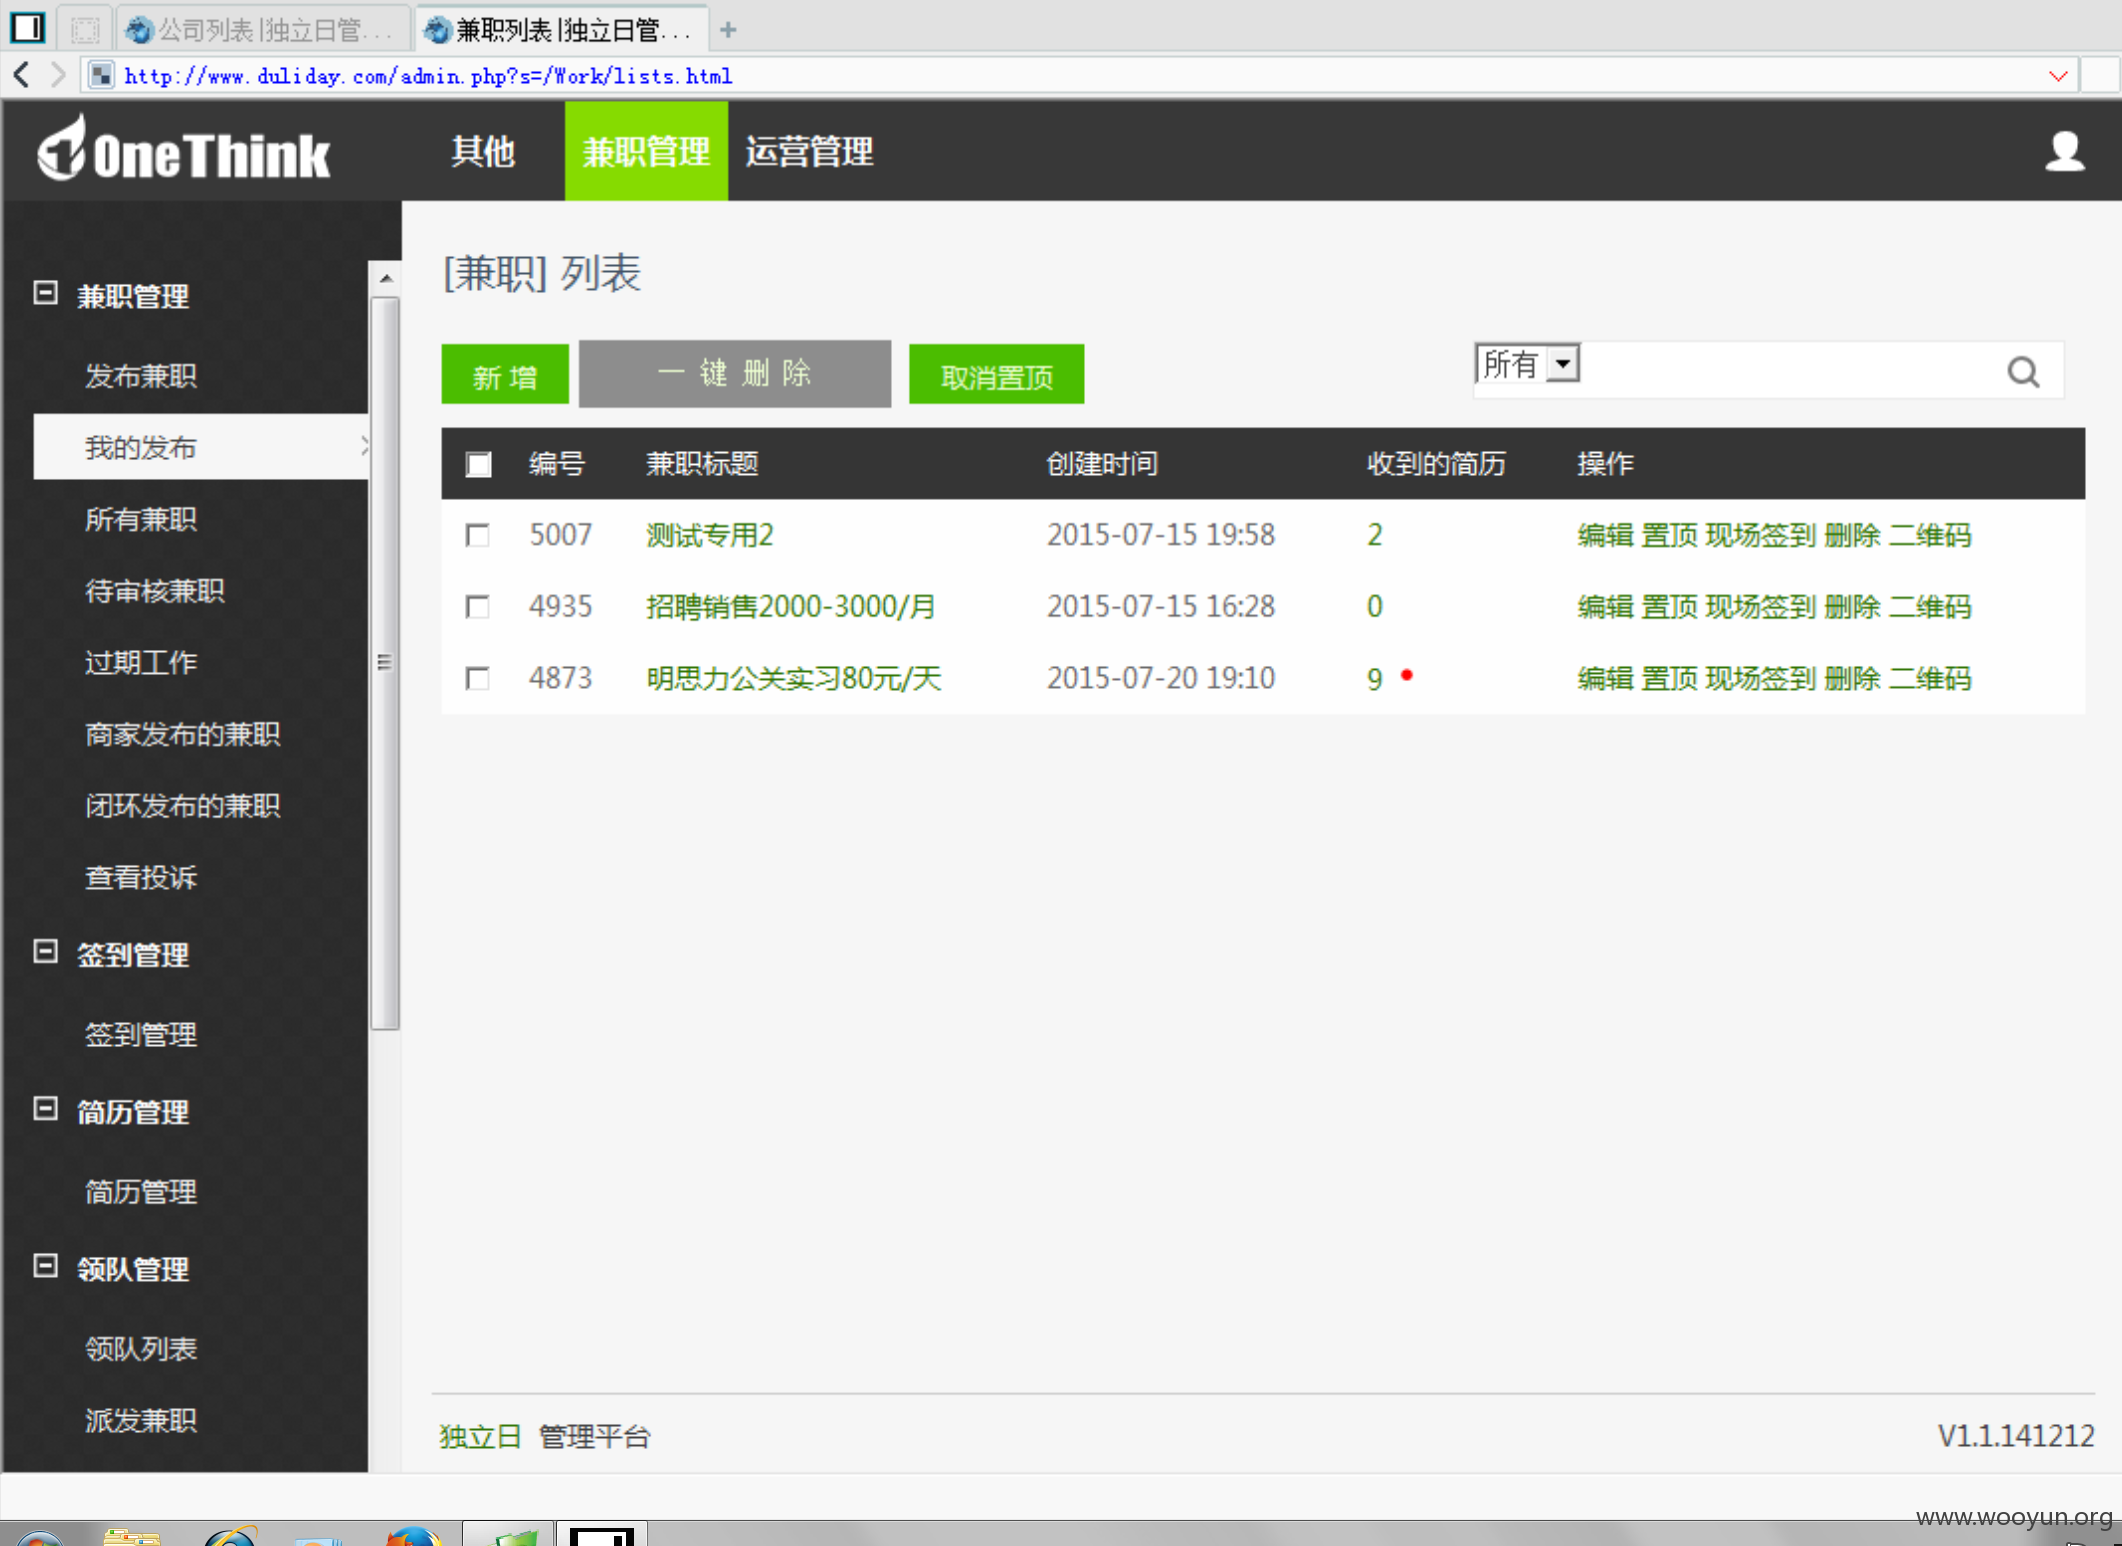 公司列表|独立日管...
兼职列表|独立日管...
http://www.duliday.com/admin.php?s=/Work/lists.html
OneThink
其他
兼职管理
运营管理
兼职管理
发布兼职
我的发布
所有兼职
待审核兼职
过期工作
商家发布的兼职
闭环发布的兼职
查看投诉
签到管理
签到管理
简历管理
简历管理
领队管理
领队列表
派发兼职
[兼职] 列表
新 增
一 键 删 除
取消置顶
所有
编号 兼职标题 创建时间 收到的简历 操作
5007 测试专用2 2015-07-15 19:58 2 编辑 置顶 现场签到 删除 二维码
4935 招聘销售2000-3000/月 2015-07-15 16:28 0 编辑 置顶 现场签到 删除 二维码
4873 明思力公关实习80元/天 2015-07-20 19:10 9 编辑 置顶 现场签到 删除 二维码
独立日 管理平台
V1.1.141212
www.wooyun.org